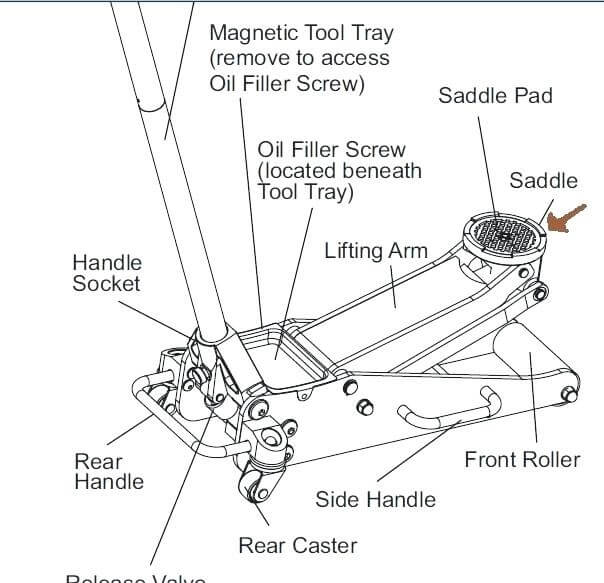 Magnetic Tool Tray
(remove to access
Oil Filler Screw)
Saddle Pad
Oil Filler Screw
(located beneath
Tool Tray)
Saddle
Lifting Arm
Handle
Socket
Rear
Handle
Front Roller
Side Handle
Rear Caster
Release Valve